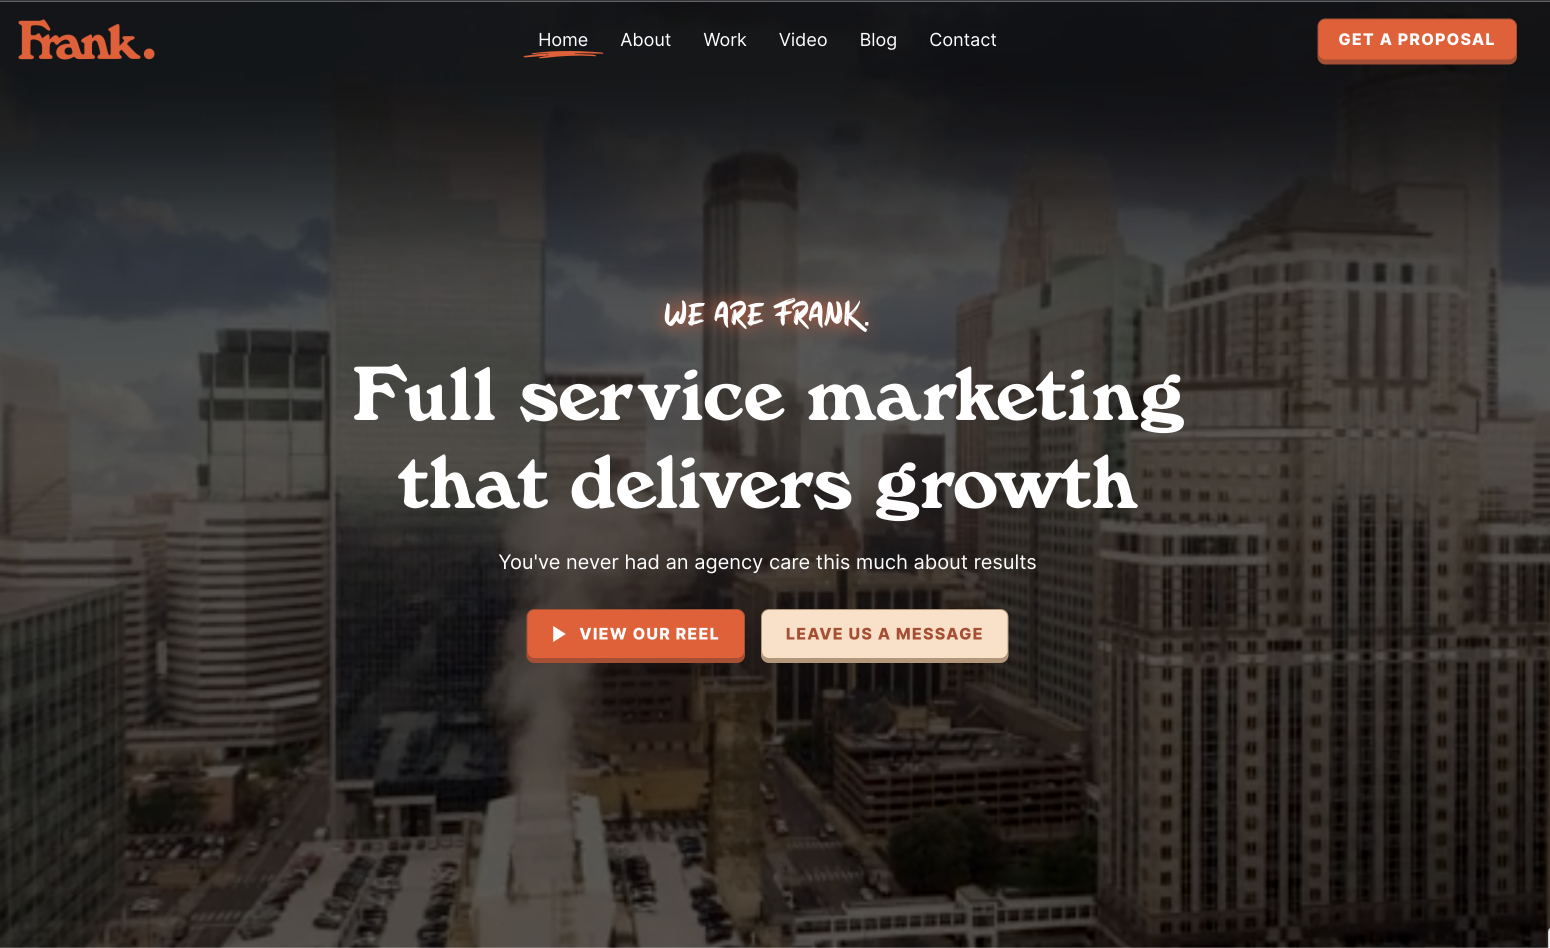 Frank.
Home About Work Video Blog Contact
GET A PROPOSAL
WE ARE FRANK.
Full service marketing
that delivers growth
You've never had an agency care this much about results
VIEW OUR REEL
LEAVE US A MESSAGE